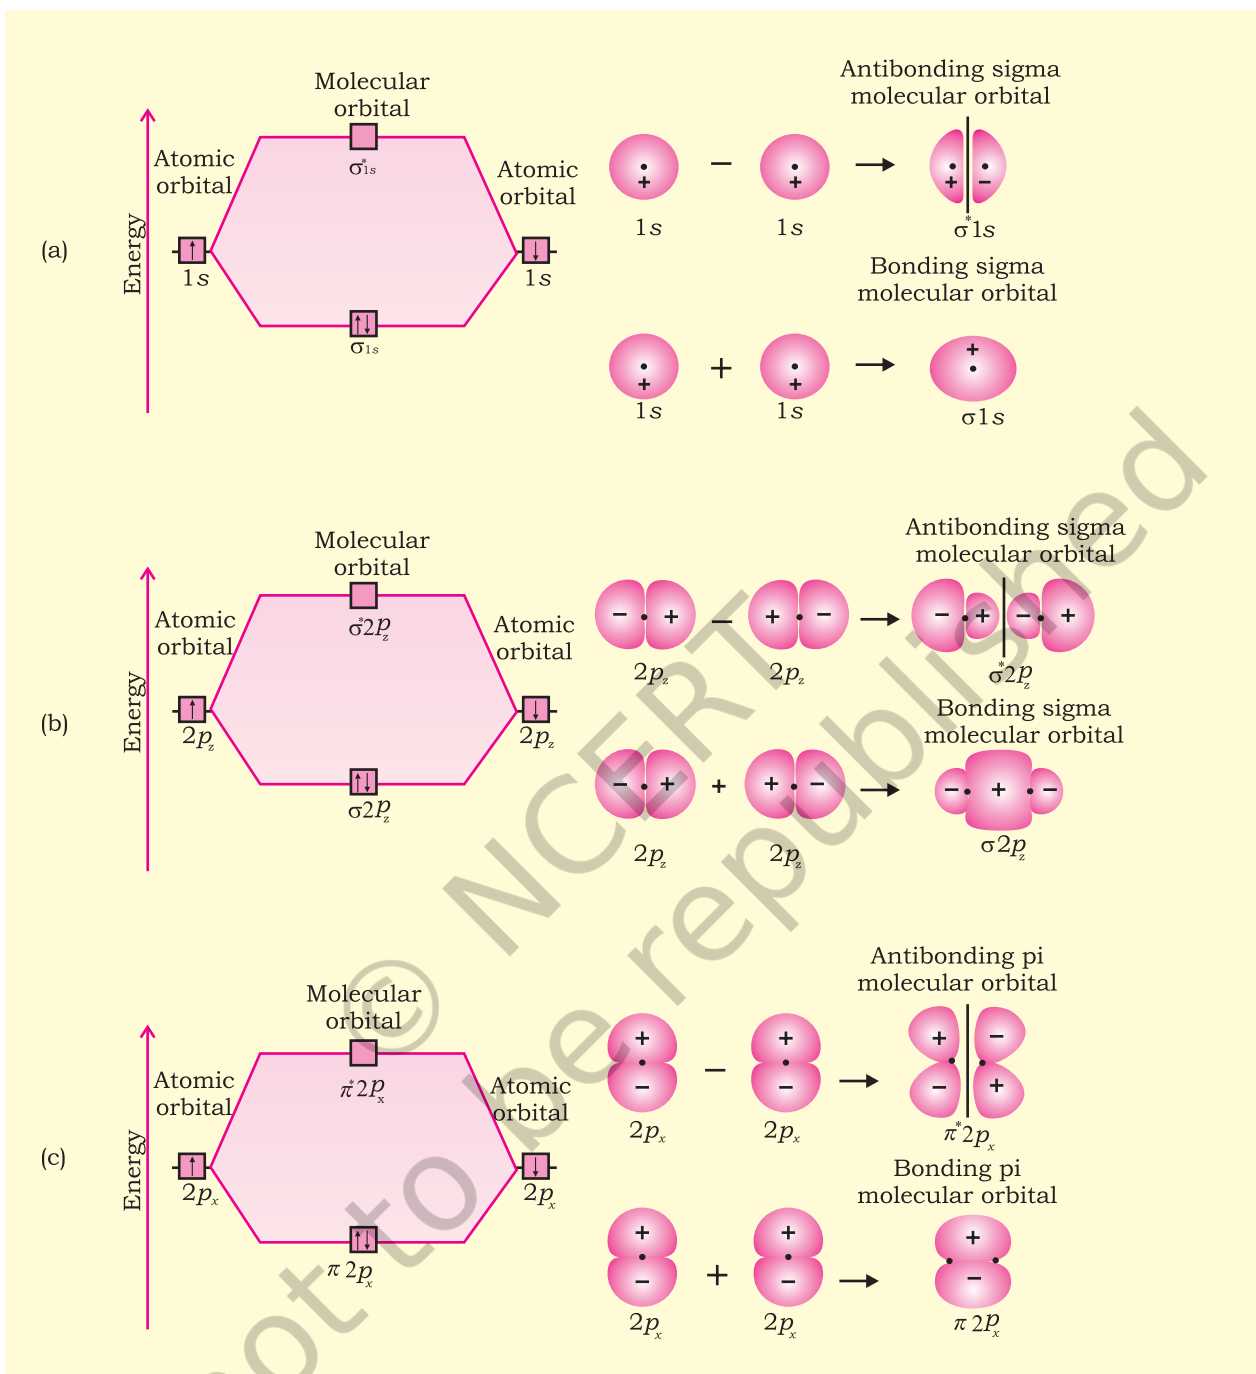 Molecular
orbital
Antibonding sigma
molecular orbital
Atomic
orbital
σ*1s
Atomic
orbital
+ − + → + −
1s 1s σ*1s
(a)
Energy
↑ 1s
↓ 1s
Bonding sigma
molecular orbital
↑↓
σ1s
+ + + → +
1s 1s σ1s
Molecular
orbital
Antibonding sigma
molecular orbital
Atomic
orbital
σ*2pz
Atomic
orbital
− + − + − → − + − +
2pz 2pz σ*2pz
(b)
Energy
↑ 2pz
↓ 2pz
Bonding sigma
molecular orbital
↑↓
σ2pz
− + + + − → − + −
2pz 2pz σ2pz
Molecular
orbital
Antibonding pi
molecular orbital
Atomic
orbital
π*2px
Atomic
orbital
+ + + −
− →
− − − +
2px 2px π*2px
(c)
Energy
↑ 2px
↓ 2px
Bonding pi
molecular orbital
↑↓
π 2px
+ + +
+ →
− − −
2px 2px π 2px
© NCERT
not to be republished